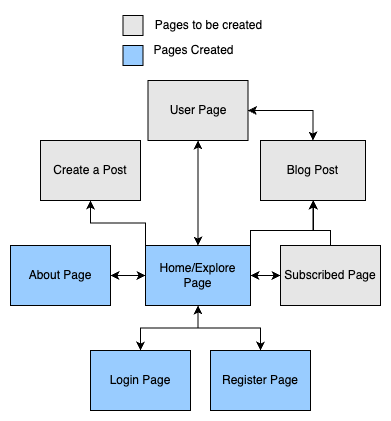 Pages to be created
Pages Created
User Page
Create a Post
Blog Post
About Page
Home/Explore
Page
Subscribed Page
Login Page
Register Page